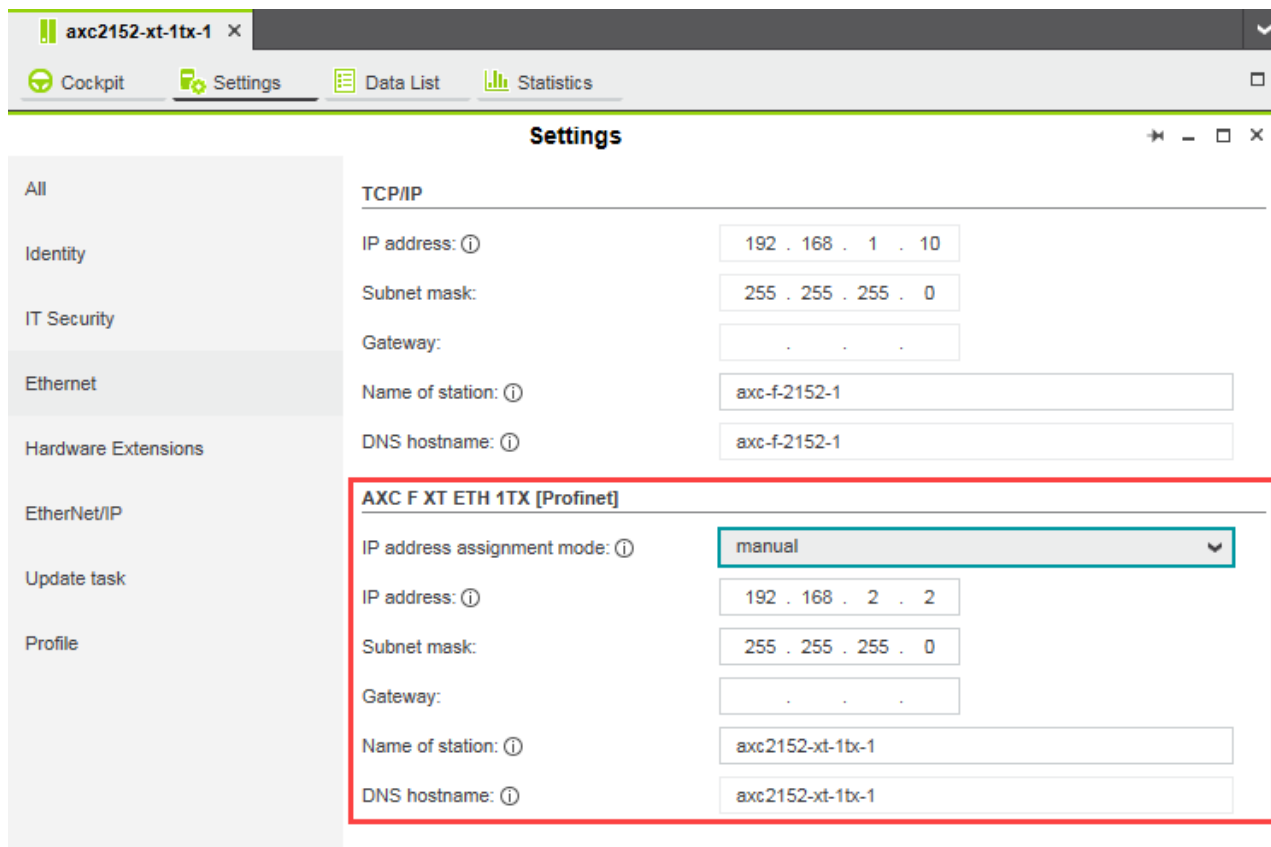 axc2152-xt-1tx-1
Cockpit Settings Data List Statistics
Settings
All
Identity
IT Security
Ethernet
Hardware Extensions
EtherNet/IP
Update task
Profile
TCP/IP
IP address: 192 . 168 . 1 . 10
Subnet mask: 255 . 255 . 255 . 0
Gateway: . . .
Name of station: axc-f-2152-1
DNS hostname: axc-f-2152-1
AXC F XT ETH 1TX [Profinet]
IP address assignment mode: manual
IP address: 192 . 168 . 2 . 2
Subnet mask: 255 . 255 . 255 . 0
Gateway: . . .
Name of station: axc2152-xt-1tx-1
DNS hostname: axc2152-xt-1tx-1